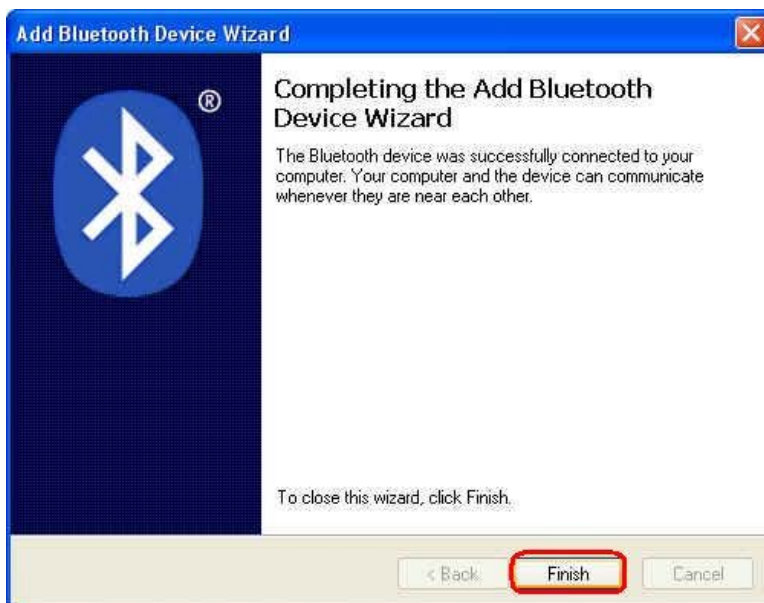 Add Bluetooth Device Wizard
®
Completing the Add Bluetooth
Device Wizard
The Bluetooth device was successfully connected to your
computer. Your computer and the device can communicate
whenever they are near each other.
To close this wizard, click Finish.
< Back
Finish
Cancel